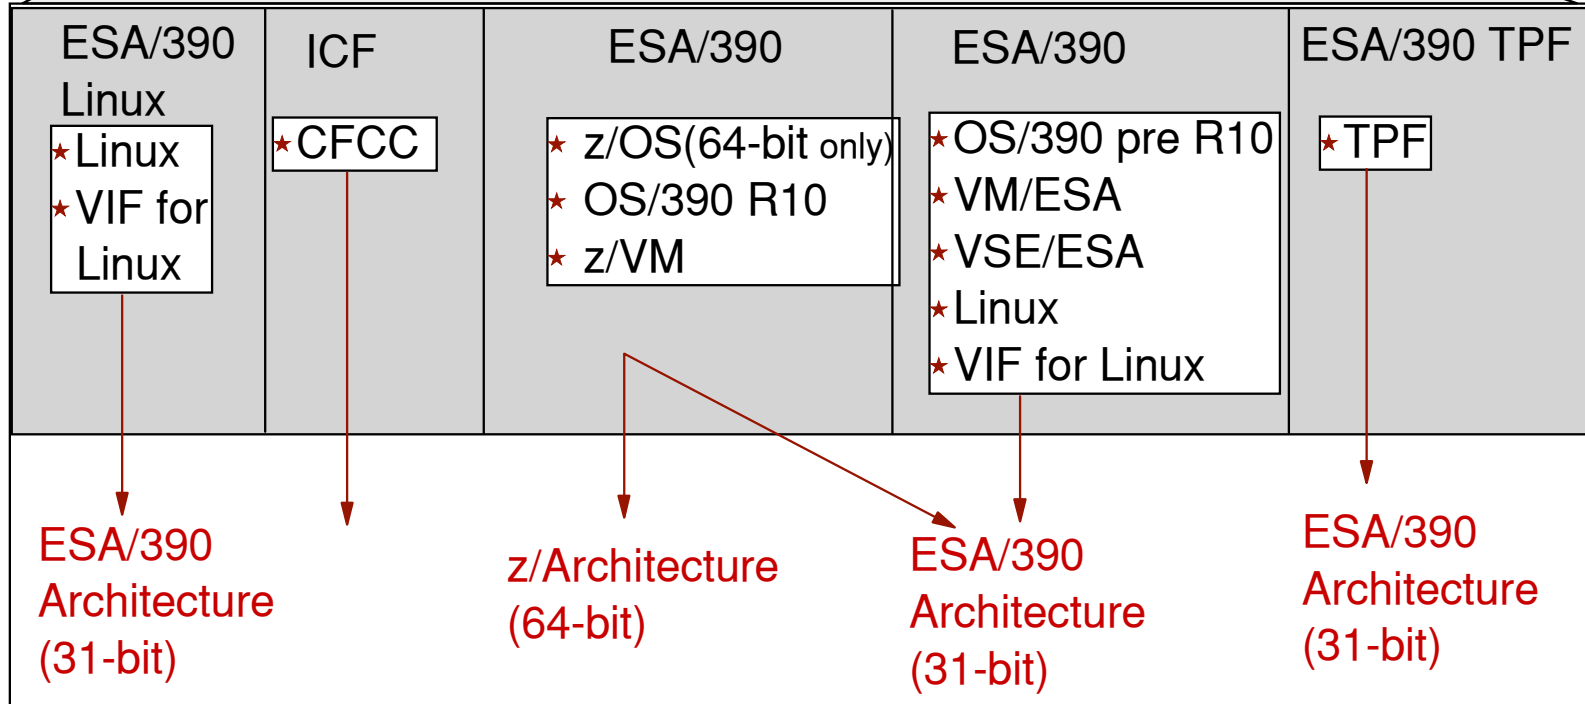 ESA/390
Linux
Linux
VIF for
Linux
ICF
CFCC
ESA/390
z/OS(64-bit only)
OS/390 R10
z/VM
ESA/390
OS/390 pre R10
VM/ESA
VSE/ESA
Linux
VIF for Linux
ESA/390 TPF
TPF
ESA/390
Architecture
(31-bit)
z/Architecture
(64-bit)
ESA/390
Architecture
(31-bit)
ESA/390
Architecture
(31-bit)